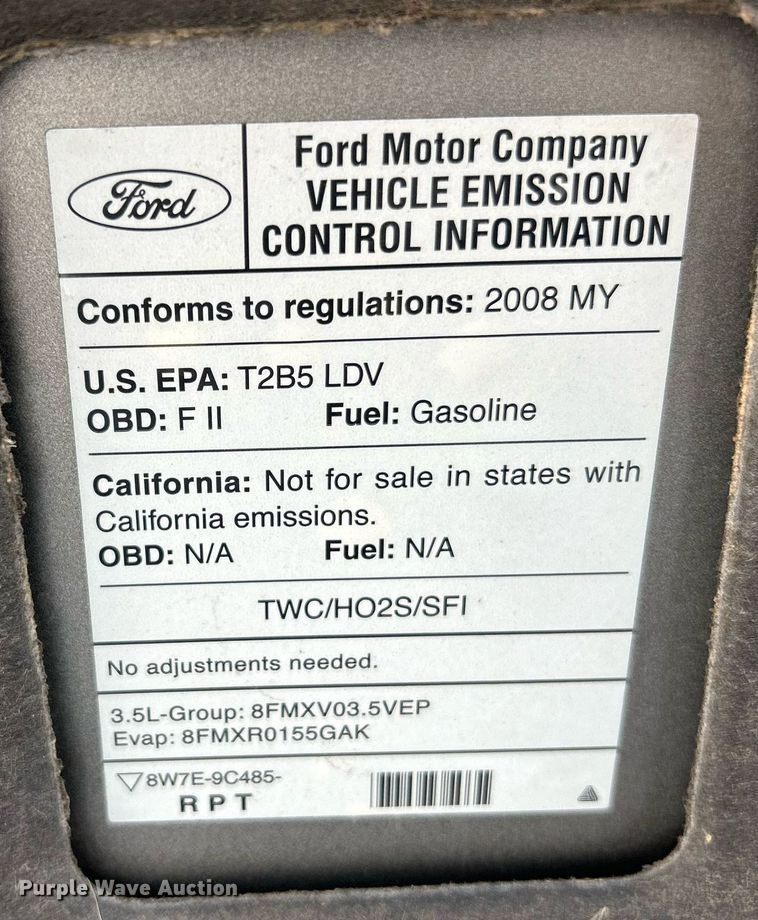 Ford
Ford Motor Company
VEHICLE EMISSION
CONTROL INFORMATION
Conforms to regulations: 2008 MY
U.S. EPA: T2B5 LDV
OBD: F II Fuel: Gasoline
California: Not for sale in states with
California emissions.
OBD: N/A Fuel: N/A
TWC/HO2S/SFI
No adjustments needed.
3.5L-Group: 8FMXV03.5VEP
Evap: 8FMXR0155GAK
8W7E-9C485-
R P T
Purple Wave Auction